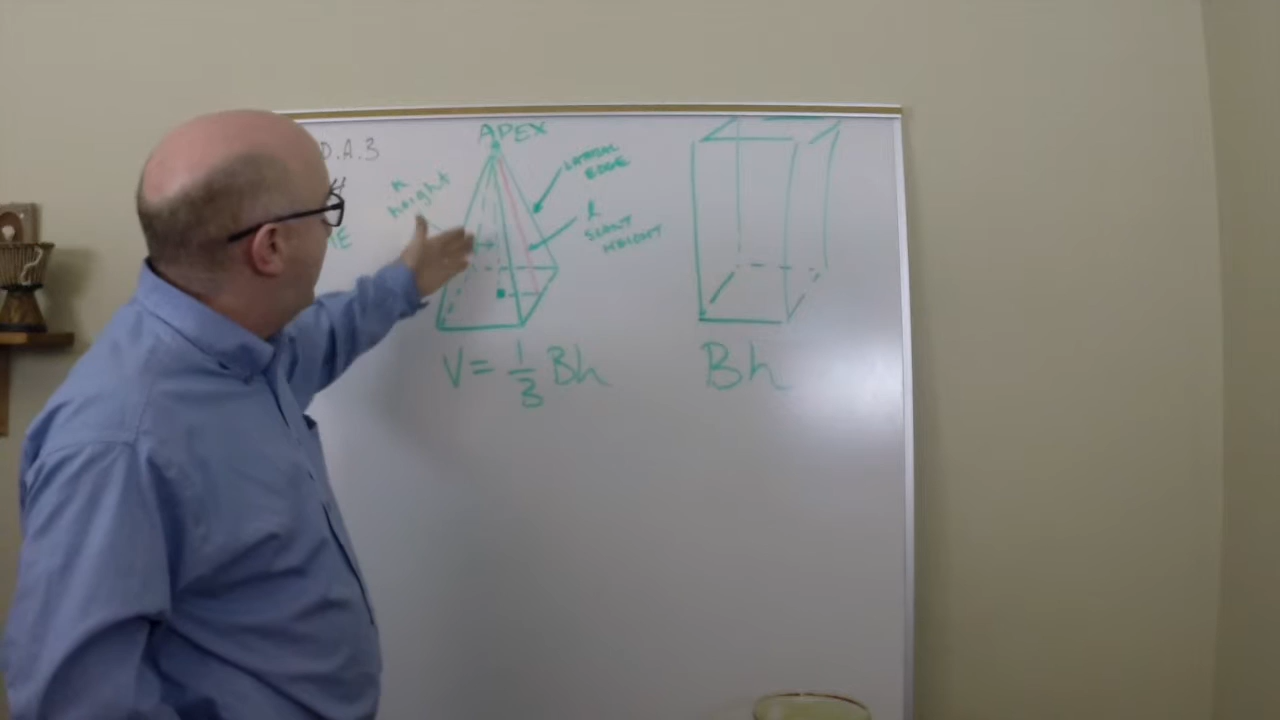 D.A.3
APEX
h
height
LATERAL
EDGE
l
SLANT
HEIGHT
V = 1/3 Bh
Bh